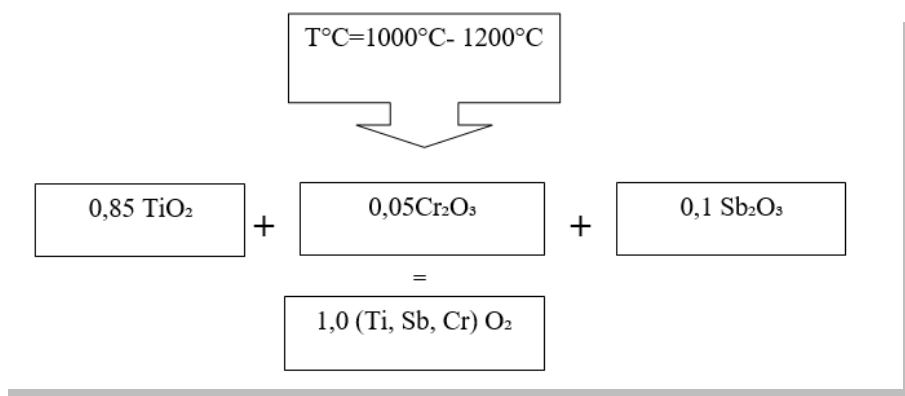 T°C=1000°C- 1200°C
0,85 TiO₂ + 0,05Cr₂O₃ + 0,1 Sb₂O₃
=
1,0 (Ti, Sb, Cr) O₂